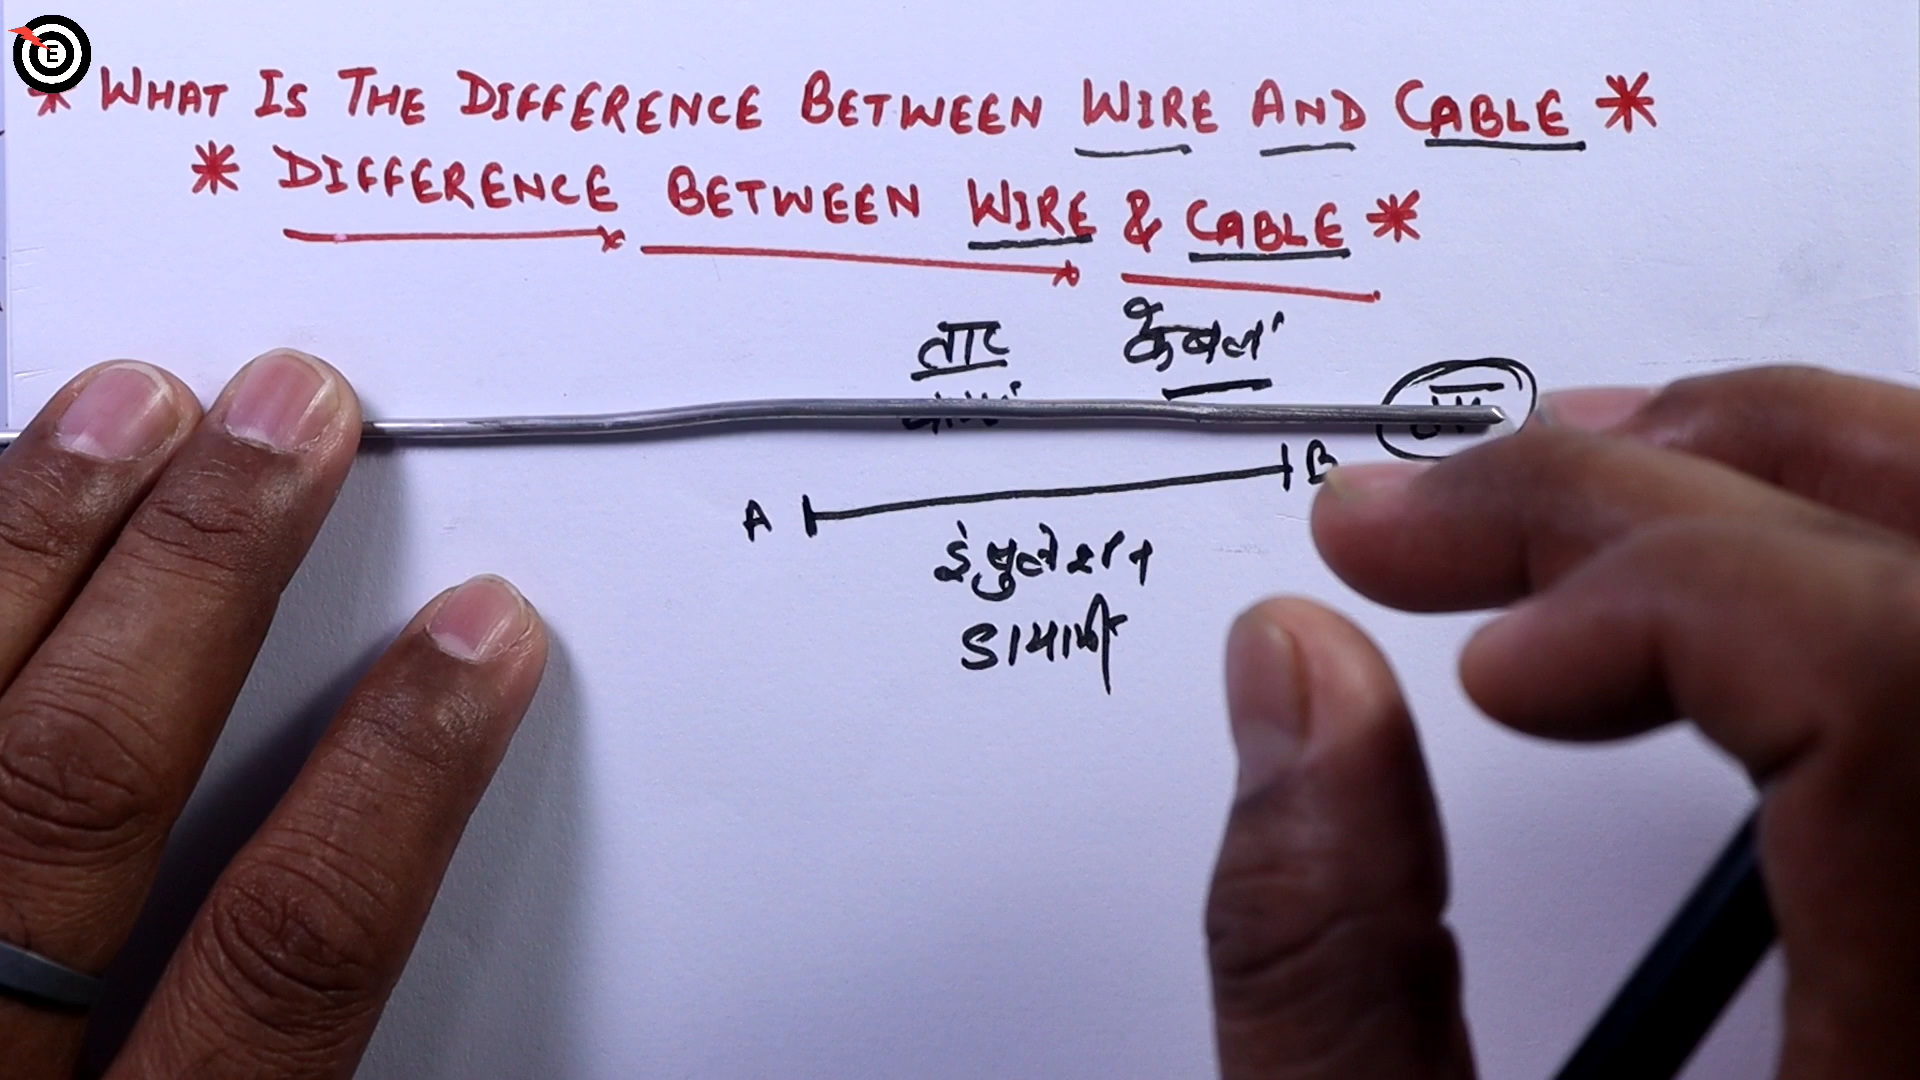 E
* WHAT IS THE DIFFERENCE BETWEEN WIRE AND CABLE *
* DIFFERENCE BETWEEN WIRE & CABLE *
तार केबल
A B
इंसुलेशन